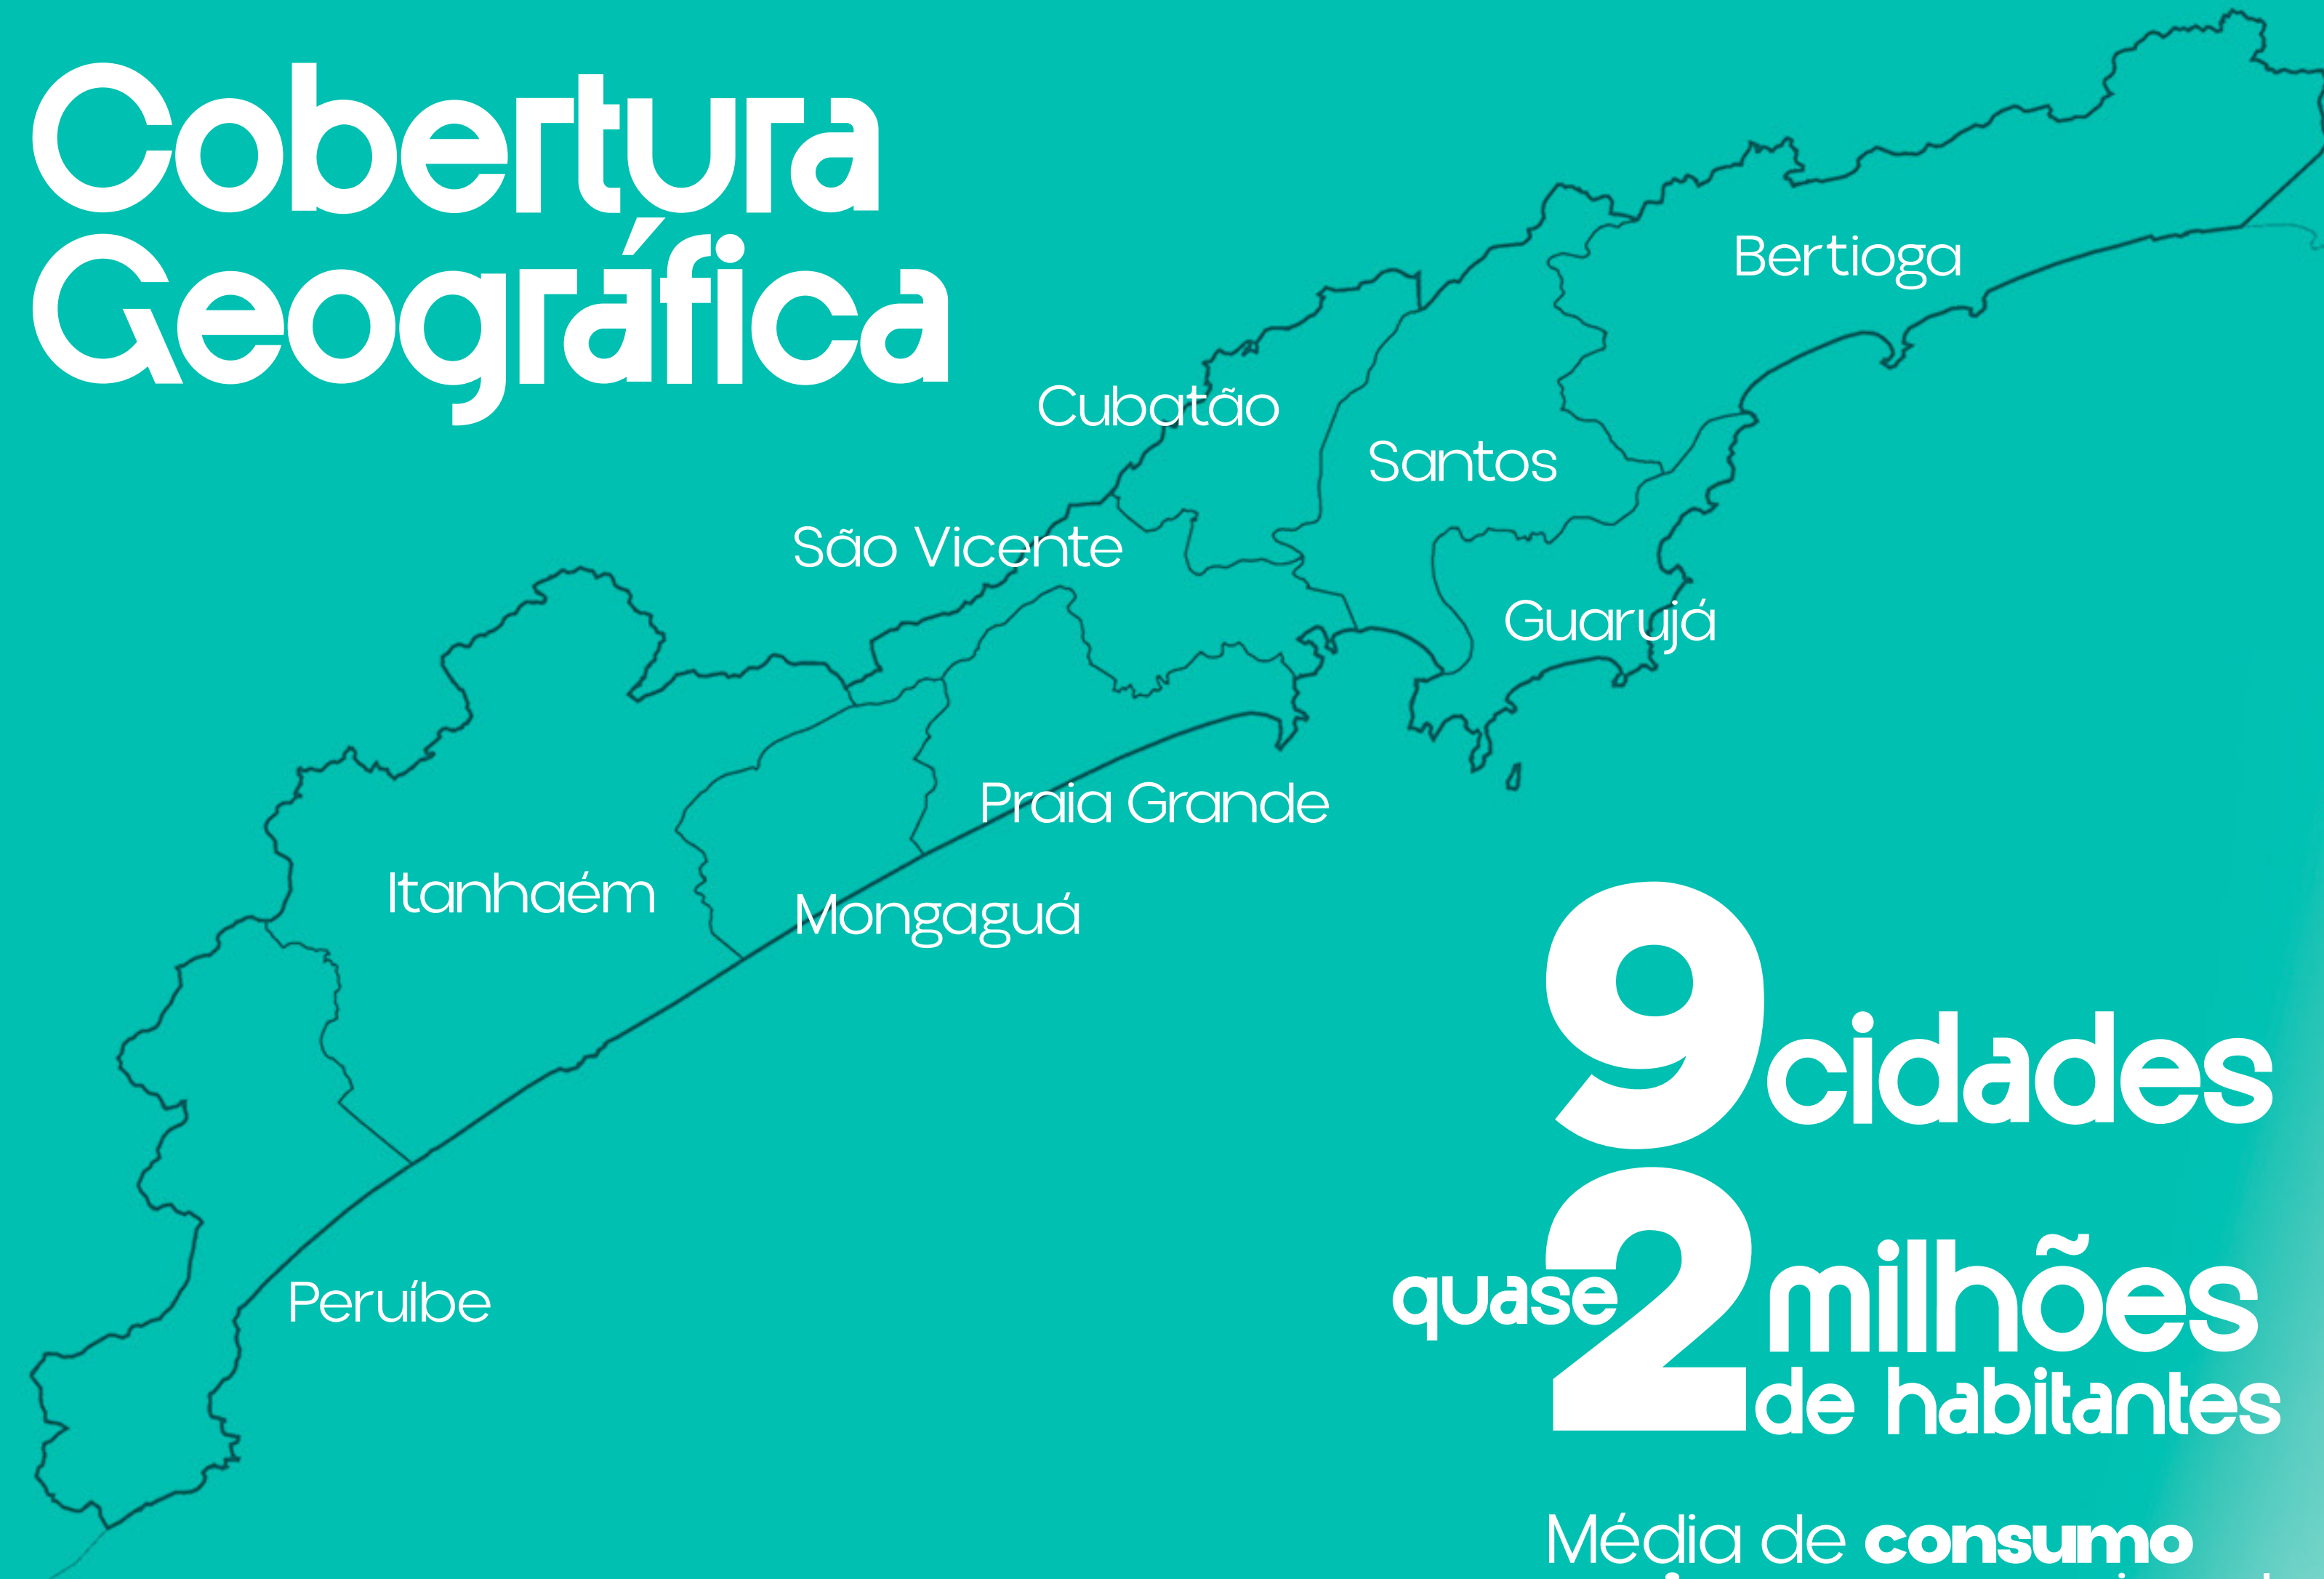 Cobertura
Geográfica
Bertioga
Cubatão
Santos
São Vicente
Guarujá
Praia Grande
Itanhaém
Mongaguá
Peruíbe
9 cidades
quase 2 milhões
de habitantes
Média de consumo